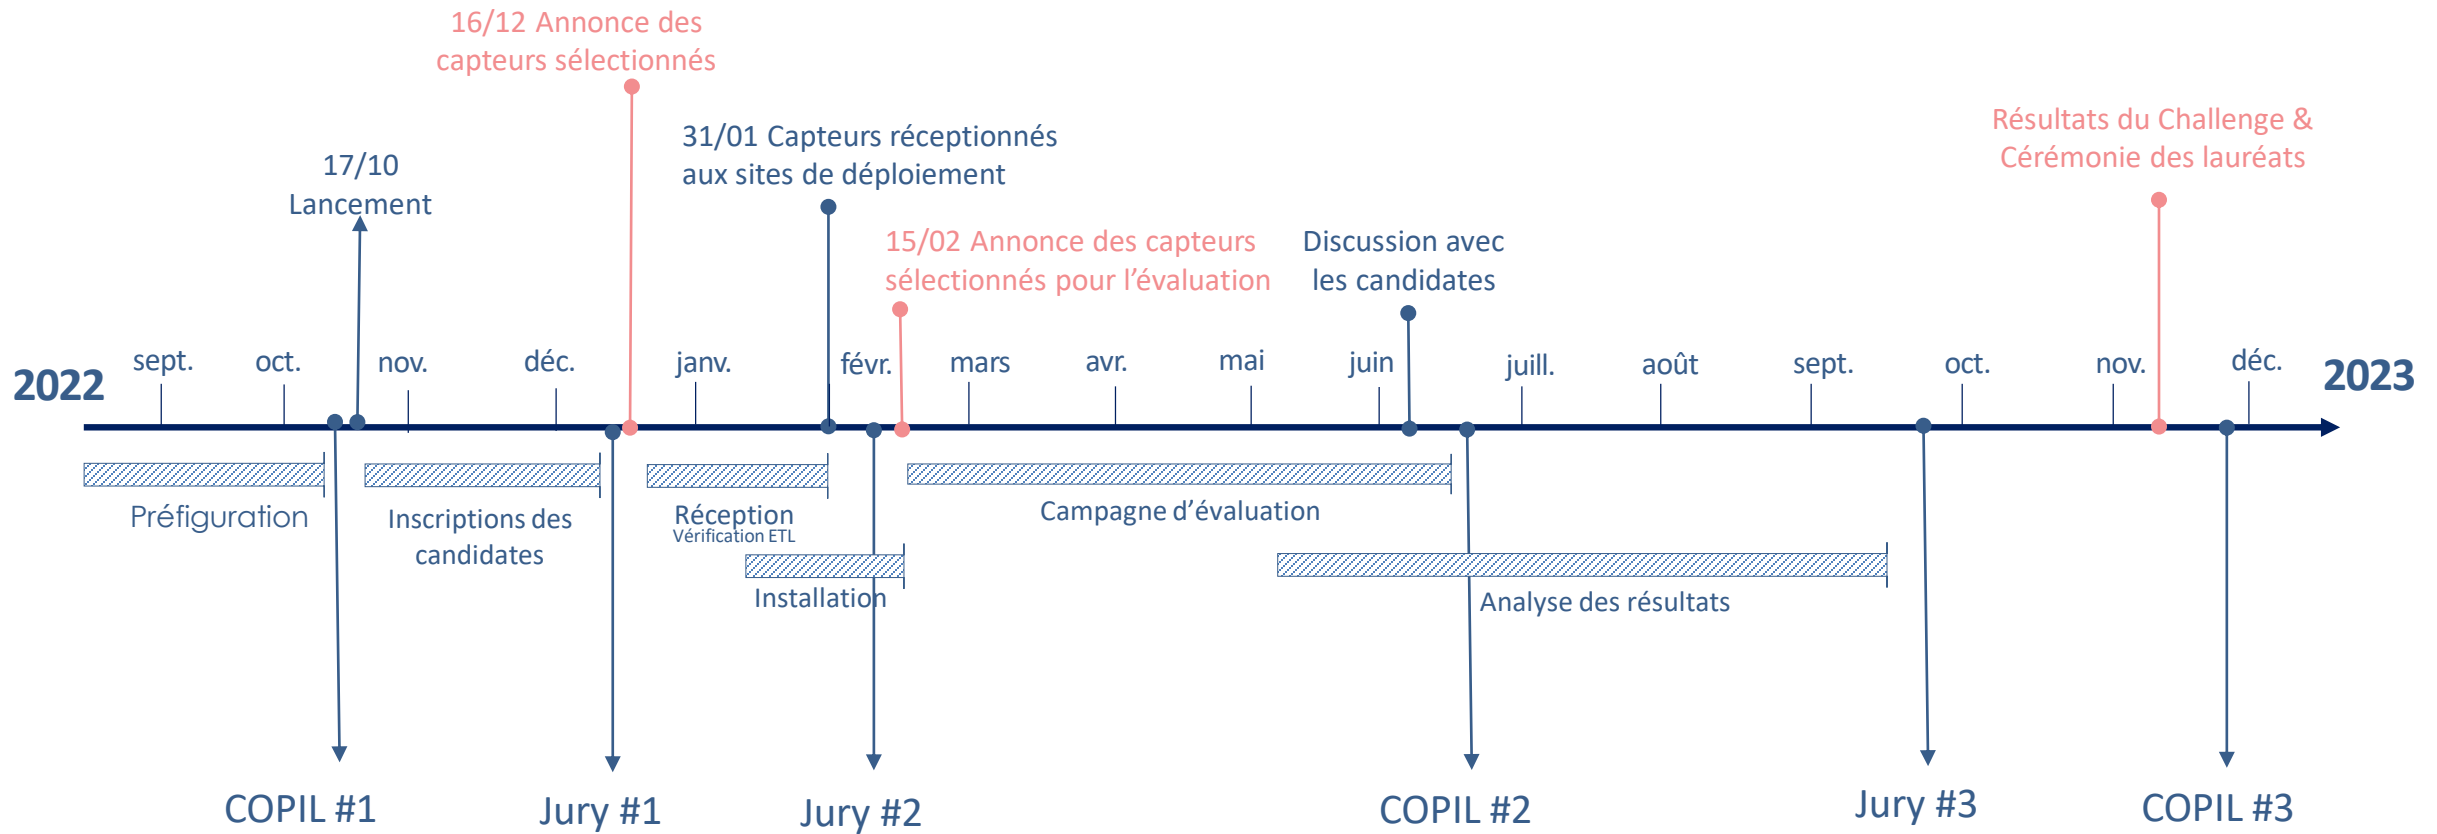 16/12 Annonce des
capteurs sélectionnés
17/10
Lancement
31/01 Capteurs réceptionnés
aux sites de déploiement
15/02 Annonce des capteurs
sélectionnés pour l’évaluation
Discussion avec
les candidates
Résultats du Challenge &
Cérémonie des lauréats
2022
sept.
oct.
nov.
déc.
janv.
févr.
mars
avr.
mai
juin
juill.
août
sept.
oct.
nov.
déc.
2023
Préfiguration
Inscriptions des
candidates
Réception
Vérification ETL
Installation
Campagne d’évaluation
Analyse des résultats
COPIL #1
Jury #1
Jury #2
COPIL #2
Jury #3
COPIL #3